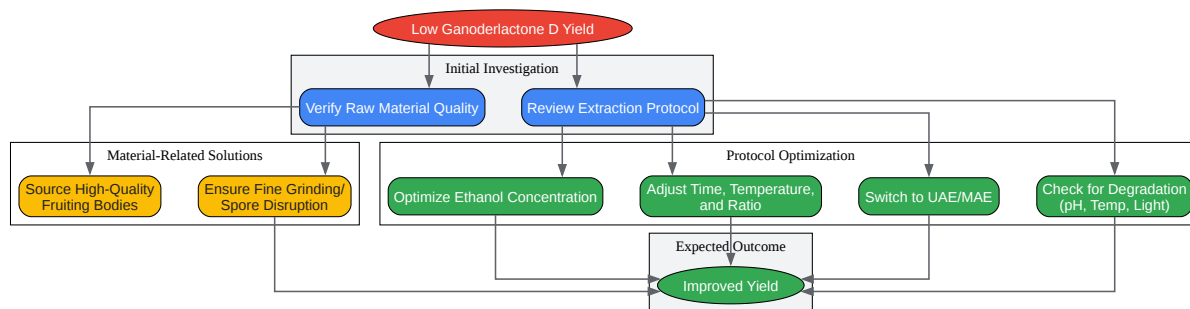 Low Ganoderlactone D Yield
Initial Investigation
Verify Raw Material Quality
Review Extraction Protocol
Material-Related Solutions
Protocol Optimization
Source High-Quality
Fruiting Bodies
Ensure Fine Grinding/
Spore Disruption
Optimize Ethanol Concentration
Adjust Time, Temperature,
and Ratio
Switch to UAE/MAE
Check for Degradation
(pH, Temp, Light)
Expected Outcome
Improved Yield